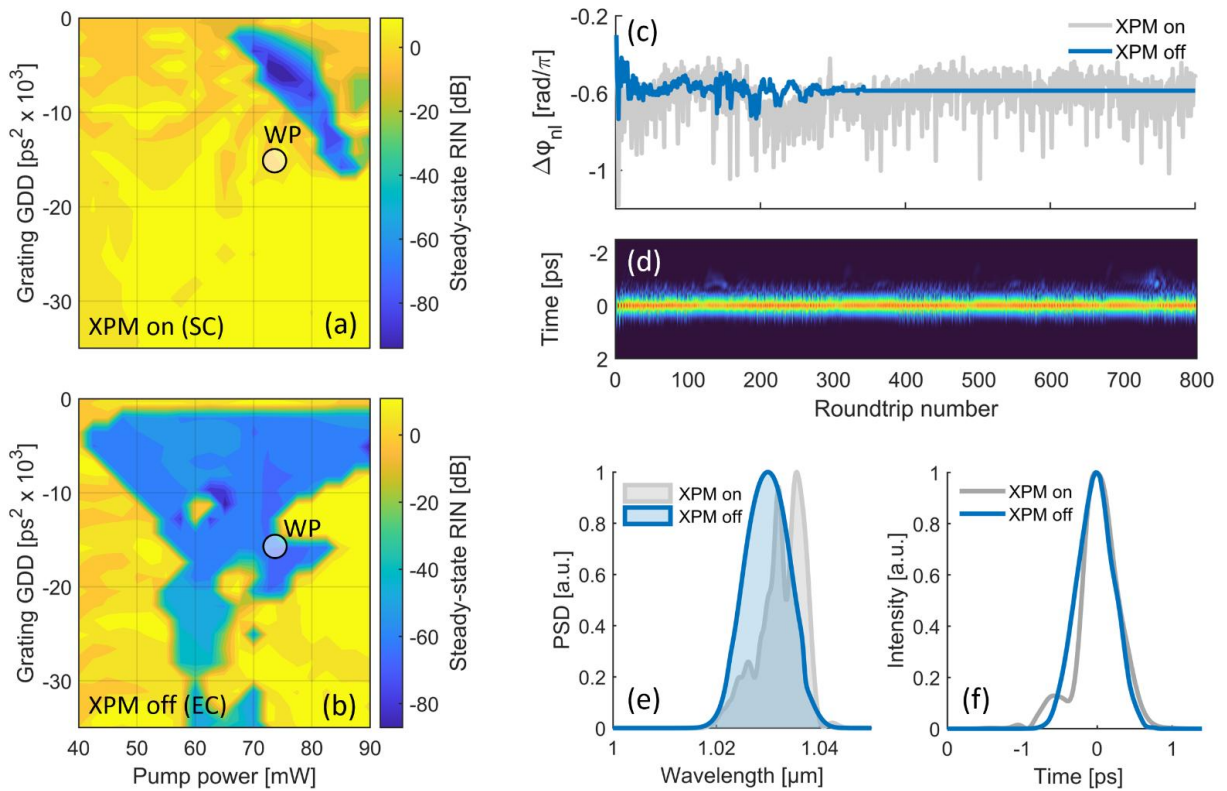 0
-10
-20
-30
Grating GDD [ps² x 10³]
WP
XPM on (SC)
(a)
0
-20
-40
-60
-80
Steady-state RIN [dB]
0
-10
-20
-30
Grating GDD [ps² x 10³]
WP
XPM off (EC)
(b)
40
50
60
70
80
90
Pump power [mW]
0
-20
-40
-60
-80
Steady-state RIN [dB]
(c)
XPM on
XPM off
-0.2
-0.6
-1
Δφnl [rad/π]
(d)
-2
0
2
Time [ps]
0
100
200
300
400
500
600
700
800
Roundtrip number
XPM on
XPM off
1
0.8
0.6
0.4
0.2
0
PSD [a.u.]
(e)
1
1.02
1.04
Wavelength [µm]
XPM on
XPM off
1
0.8
0.6
0.4
0.2
0
Intensity [a.u.]
(f)
0
-1
0
1
Time [ps]